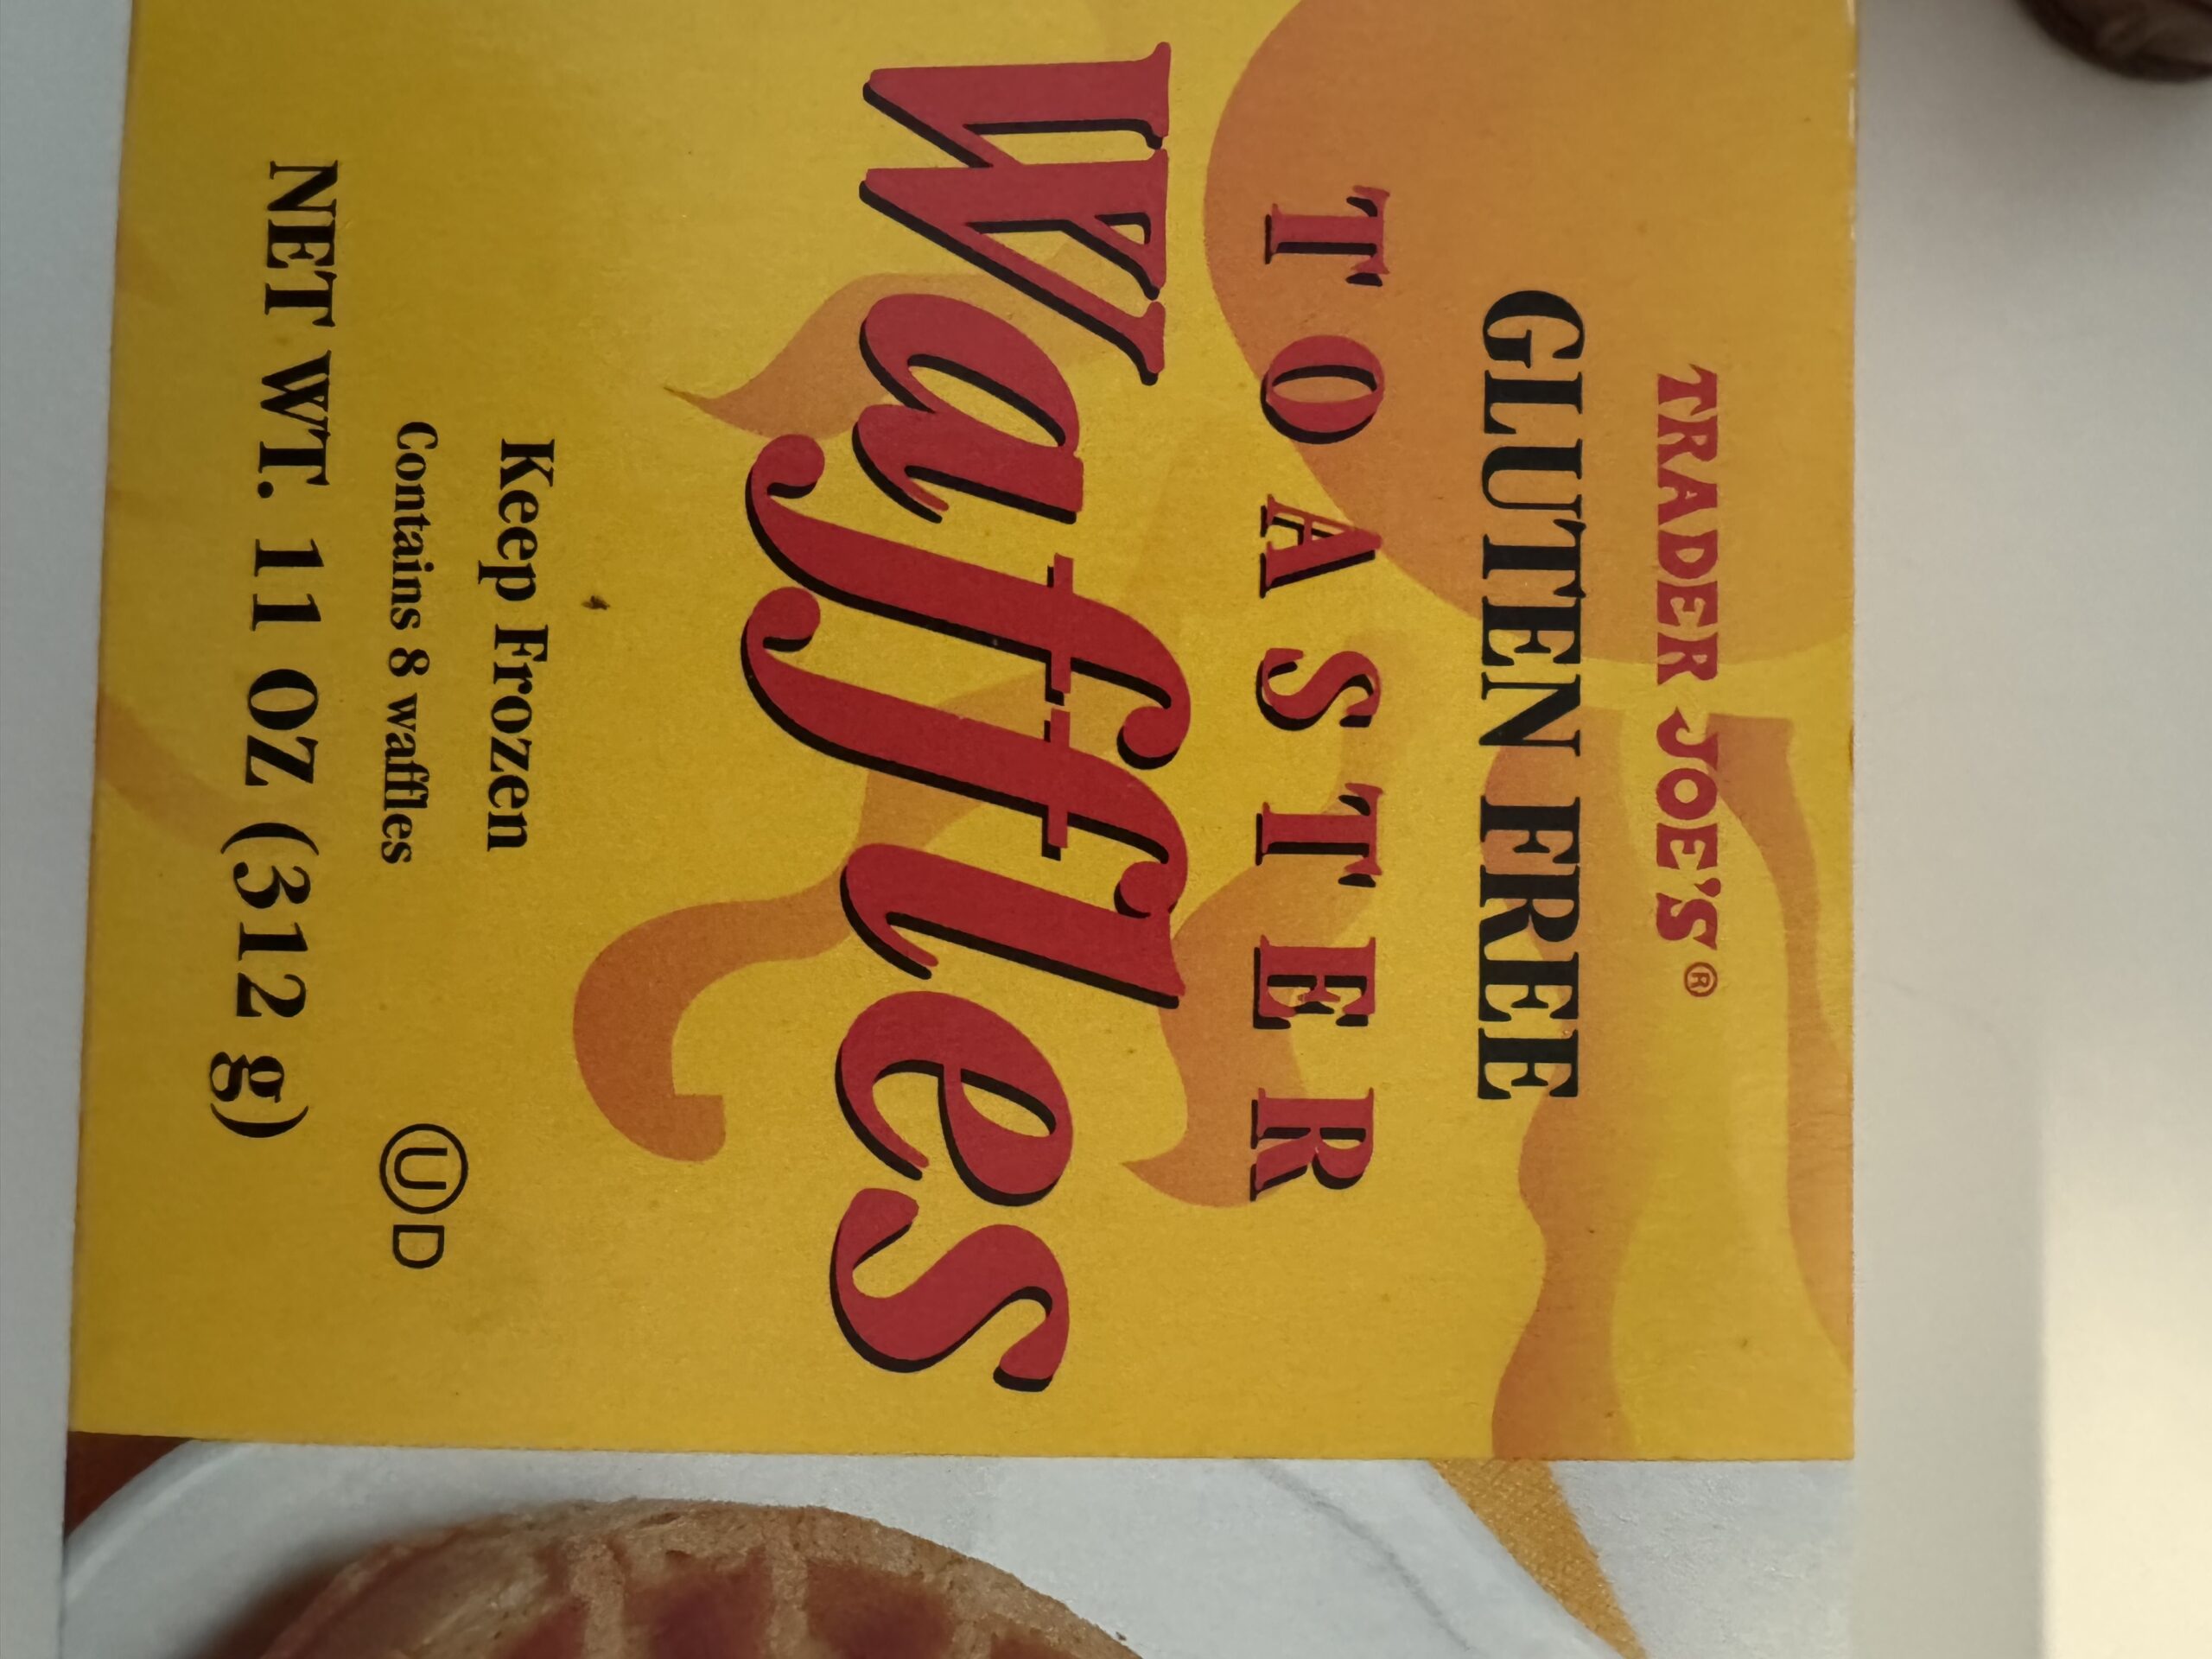 TRADER JOE'S®
GLUTEN FREE
TOASTER
Waffles
Keep Frozen
Contains 8 waffles
Ⓤ D
NET WT. 11 OZ (312 g)